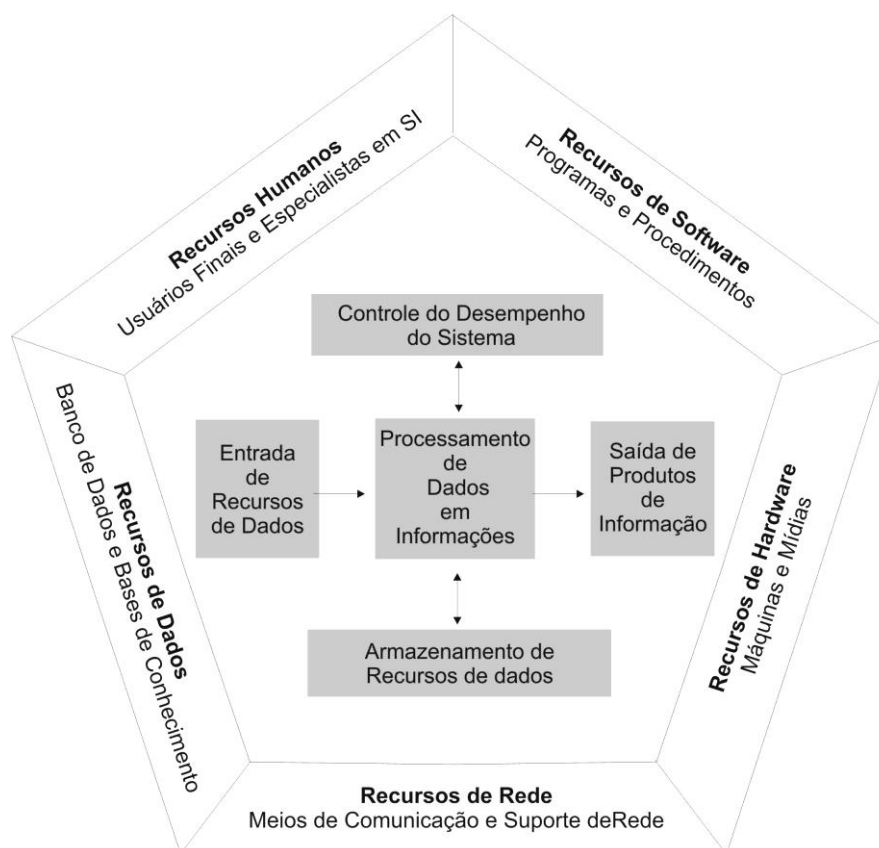 Recursos Humanos
Usuários Finais e Especialistas em SI
Recursos de Software
Programas e Procedimentos
Controle do Desempenho
do Sistema
Entrada
de
Recursos
de Dados
Processamento
de
Dados
em
Informações
Saída de
Produtos
de
Informação
Armazenamento de
Recursos de dados
Recursos de Dados
Banco de Dados e Bases de Conhecimento
Recursos de Hardware
Máquinas e Mídias
Recursos de Rede
Meios de Comunicação e Suporte deRede